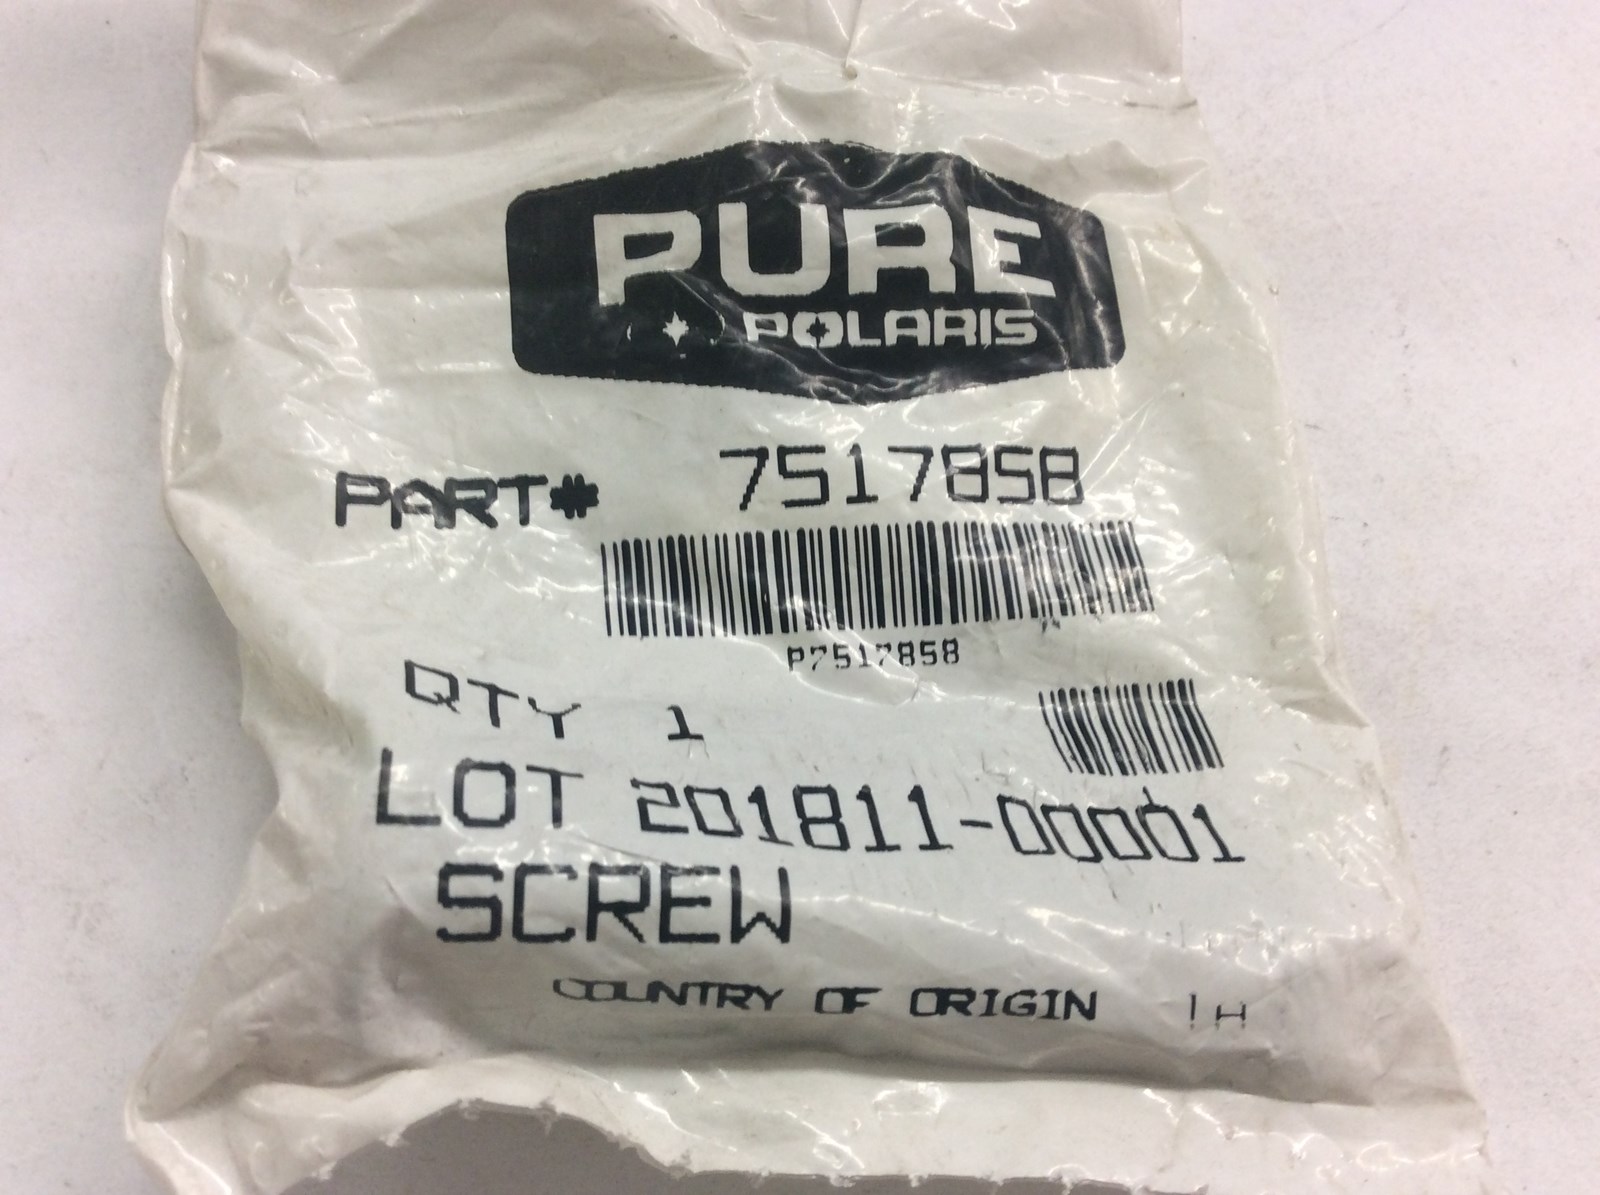 PURE
POLARIS
PART# 7517858
P7517858
QTY 1
LOT 201811-00001
SCREW
COUNTRY OF ORIGIN